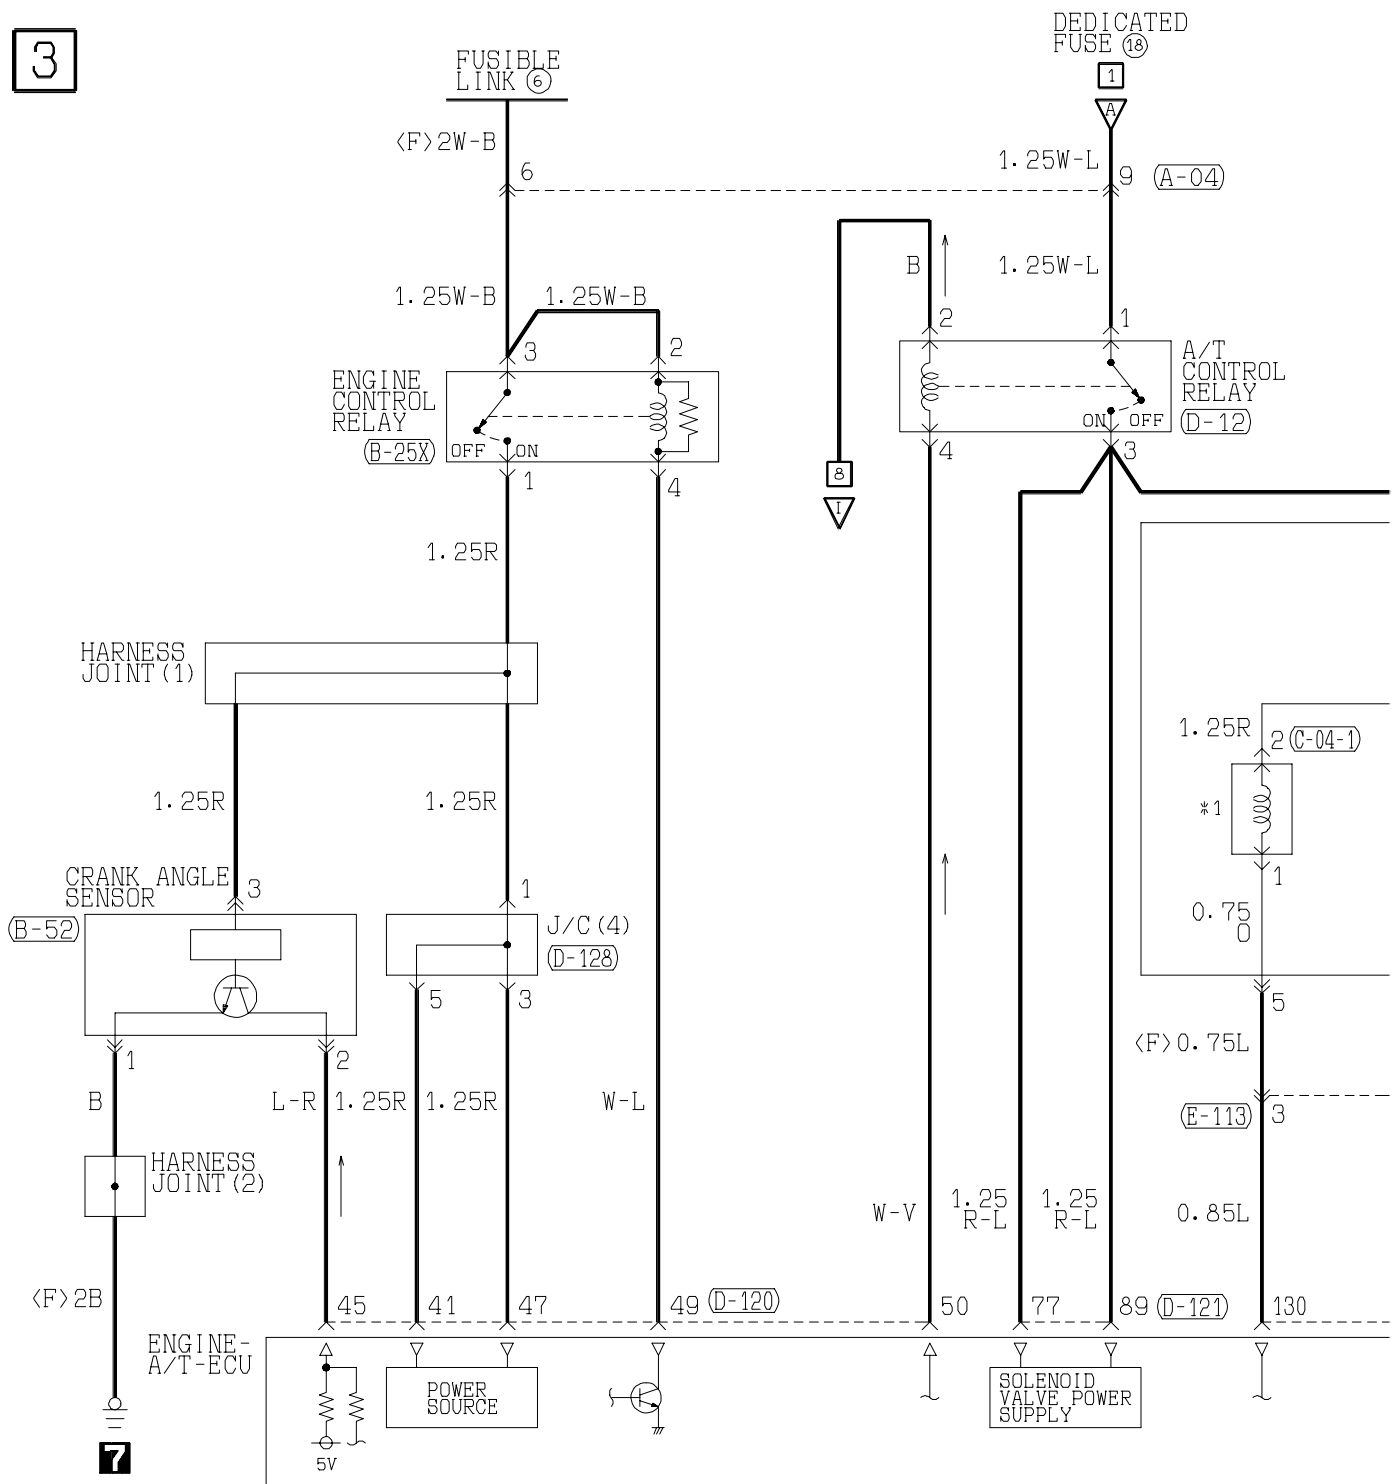 3
DEDICATED
FUSE ⑱
1
A
FUSIBLE
LINK ⑥
<F>2W-B
1.25W-L
6
9
A-04
B
1.25W-L
1.25W-B
1.25W-B
2
1
3
2
ENGINE
CONTROL
RELAY
B-25X
OFF
ON
A/T
CONTROL
RELAY
D-12
ON
OFF
1
4
4
3
8
I
1.25R
HARNESS
JOINT(1)
1.25R
2
C-04-1
*1
1.25R
1.25R
1
CRANK ANGLE
SENSOR
3
B-52
1
J/C(4)
D-128
0.75
O
5
3
5
1
2
<F>0.75L
B
L-R
1.25R
1.25R
W-L
E-113
3
HARNESS
JOINT(2)
W-V
1.25
R-L
1.25
R-L
0.85L
<F>2B
45
41
47
49
D-120
50
77
89
D-121
130
ENGINE-
A/T-ECU
POWER
SOURCE
SOLENOID
VALVE POWER
SUPPLY
5V
7